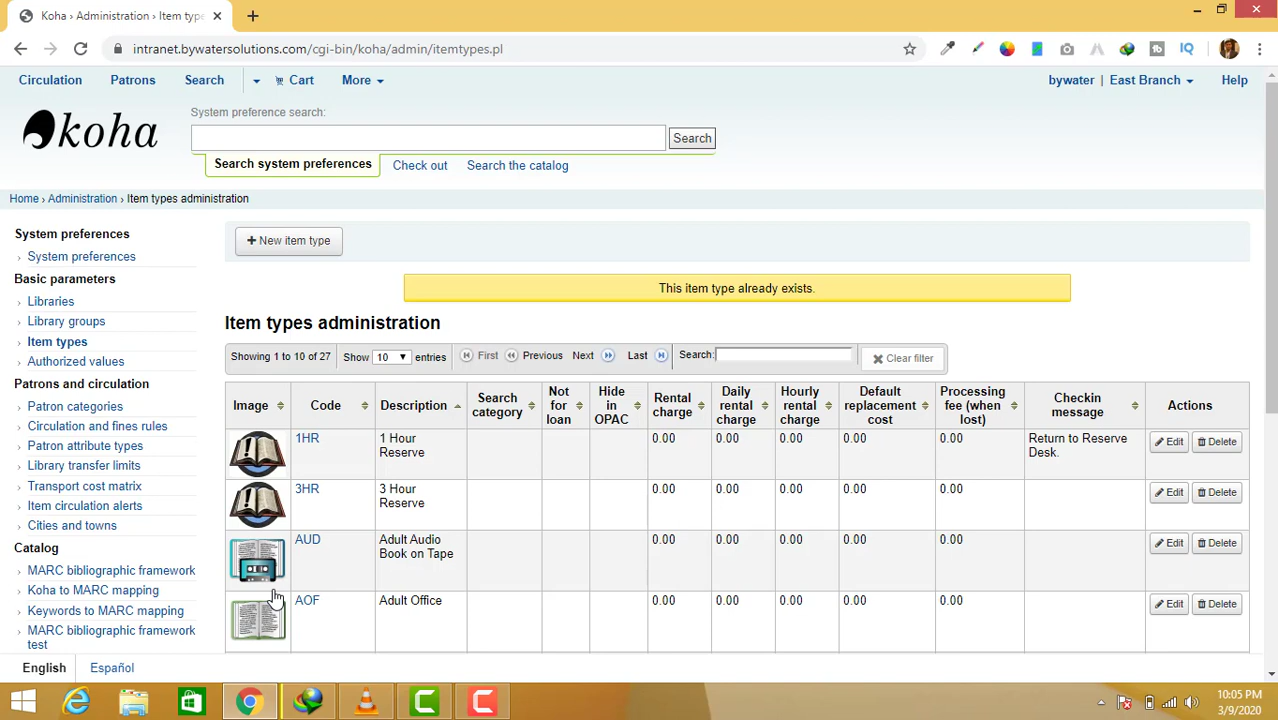 Koha › Administration › Item type
intranet.bywatersolutions.com/cgi-bin/koha/admin/itemtypes.pl
Circulation Patrons Search Cart More
bywater | East Branch Help
koha
System preference search:
Search
Search system preferences Check out Search the catalog
Home › Administration › Item types administration
System preferences
› System preferences
Basic parameters
› Libraries
› Library groups
› Item types
› Authorized values
Patrons and circulation
› Patron categories
› Circulation and fines rules
› Patron attribute types
› Library transfer limits
› Transport cost matrix
› Item circulation alerts
› Cities and towns
Catalog
› MARC bibliographic framework
› Koha to MARC mapping
› Keywords to MARC mapping
› MARC bibliographic framework
test
+ New item type
This item type already exists.
Item types administration
Showing 1 to 10 of 27 Show 10 entries First Previous Next Last Search: Clear filter
Image Code Description Search category Not for loan Hide in OPAC Rental charge Daily rental charge Hourly rental charge Default replacement cost Processing fee (when lost) Checkin message Actions
1HR 1 Hour Reserve 0.00 0.00 0.00 0.00 0.00 Return to Reserve Desk. Edit Delete
3HR 3 Hour Reserve 0.00 0.00 0.00 0.00 0.00 Edit Delete
AUD Adult Audio Book on Tape 0.00 0.00 0.00 0.00 0.00 Edit Delete
AOF Adult Office 0.00 0.00 0.00 0.00 0.00 Edit Delete
English Español
10:05 PM
3/9/2020